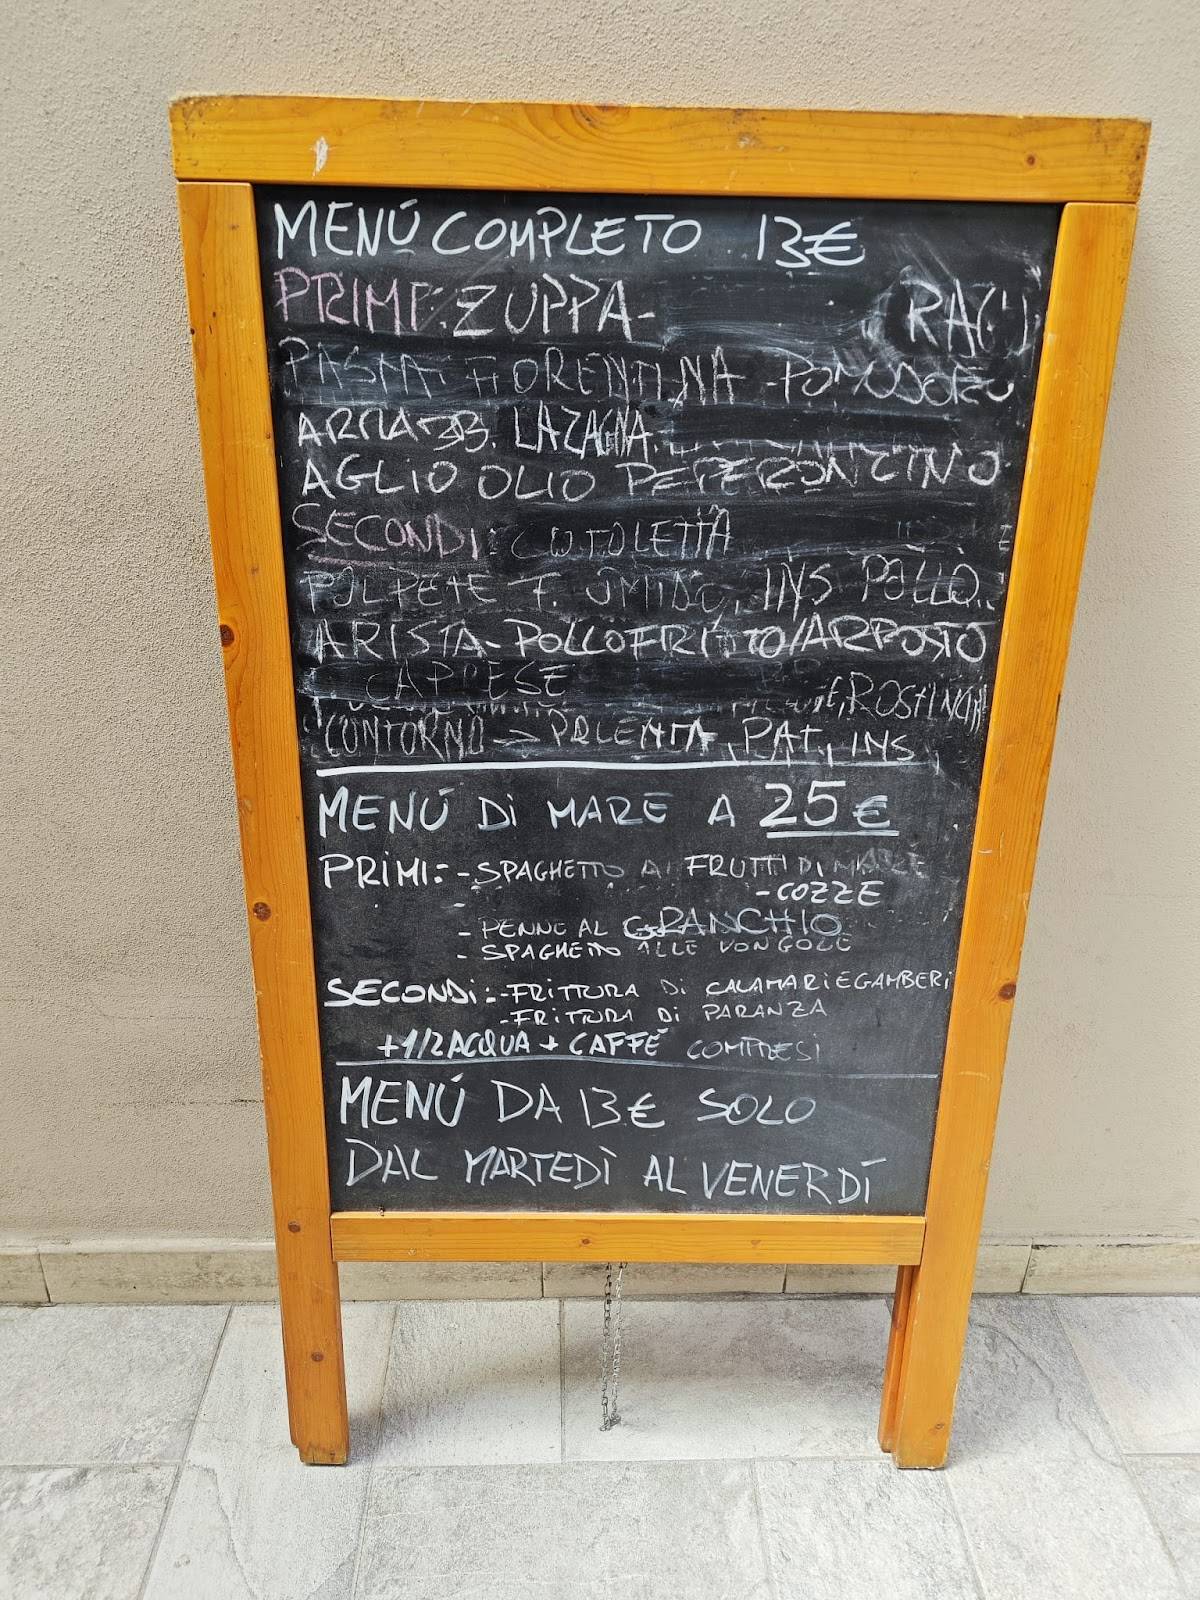 MENÚ COMPLETO 13€
PRIMI: ZUPPA- RAGÙ
PASTA FIORENTINA - POMODORO
ARRABB. LAZAGNA.
AGLIO OLIO PEPERONCINO
SECONDI: COTOLETTA
POLPETE UMIDO, INS POLLO..
ARISTA-POLLO FRITTO/ARROSTO
CAPRESE
ROSTINCIA
CONTORNO → POLENTA, PAT., INS
MENÚ DI MARE A 25€
PRIMI: - SPAGHETTO AI FRUTTI DI MARE
- COZZE
- PENNE AL GRANCHIO
- SPAGHETTO ALLE VONGOLE
SECONDI: - FRITTURA DI CALAMARI E GAMBERI
- FRITTURA DI PARANZA
+1/2 ACQUA + CAFFÉ COMPRESI
MENÚ DA 13€ SOLO
DAL MARTEDÌ AL VENERDÍ